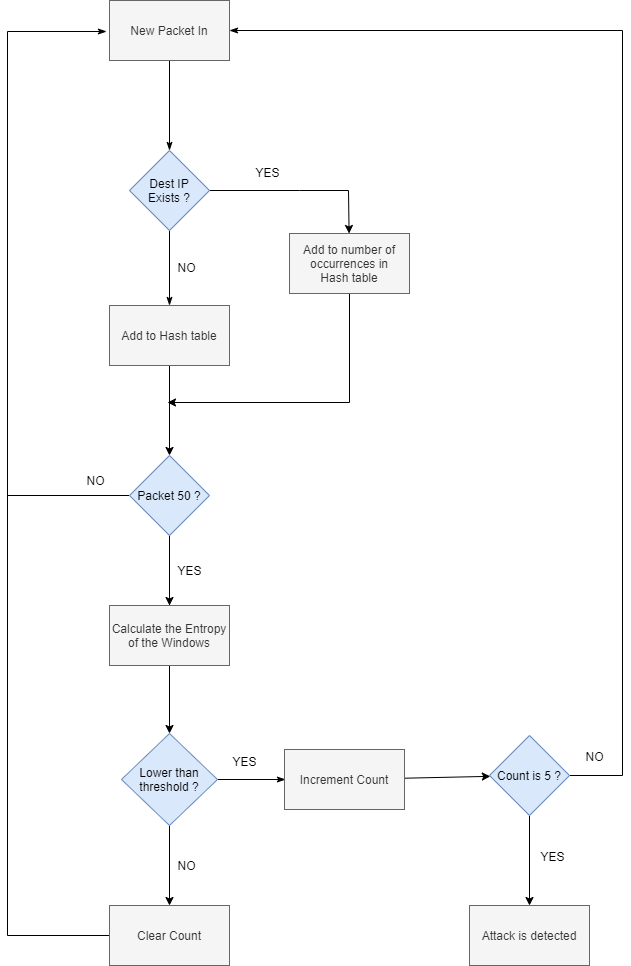 New Packet In
YES
Dest IP
Exists ?
Add to number of
occurrences in
Hash table
NO
Add to Hash table
NO
Packet 50 ?
YES
Calculate the Entropy
of the Windows
Lower than
threshold ?
YES
Increment Count
Count is 5 ?
NO
NO
YES
Clear Count
Attack is detected